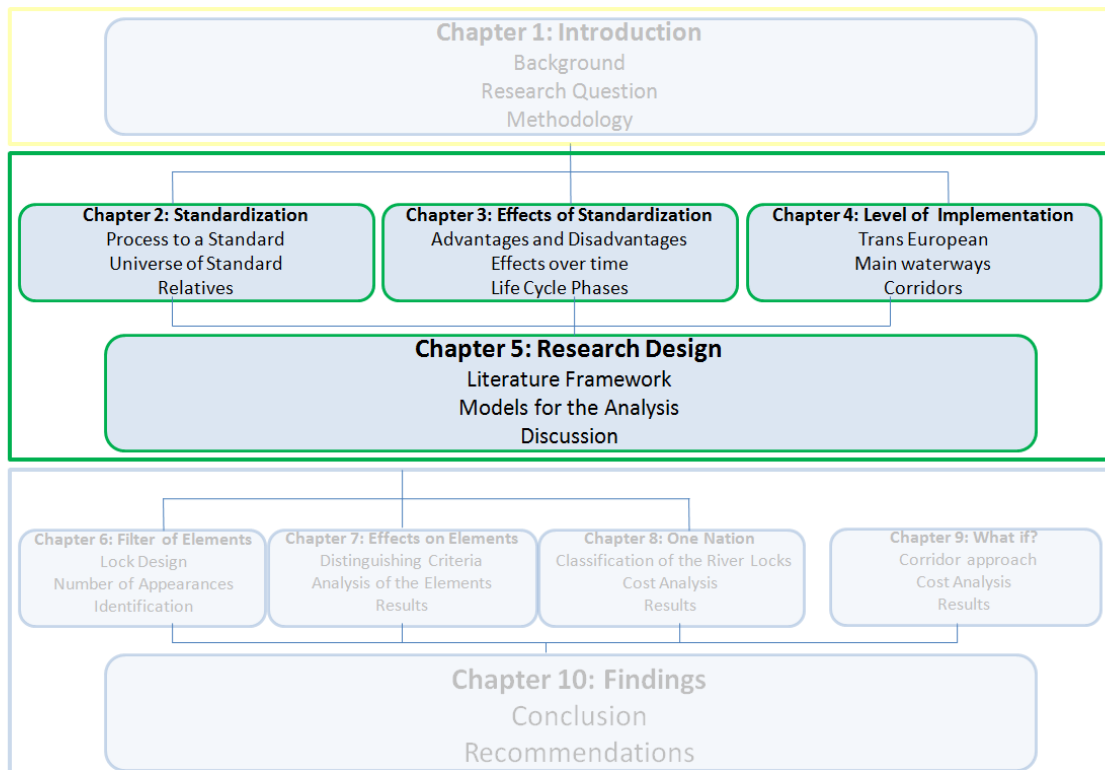 Chapter 1: Introduction
Background
Research Question
Methodology
Chapter 2: Standardization
Process to a Standard
Universe of Standard
Relatives
Chapter 3: Effects of Standardization
Advantages and Disadvantages
Effects over time
Life Cycle Phases
Chapter 4: Level of Implementation
Trans European
Main waterways
Corridors
Chapter 5: Research Design
Literature Framework
Models for the Analysis
Discussion
Chapter 6: Filter of Elements
Lock Design
Number of Appearances
Identification
Chapter 7: Effects on Elements
Distinguishing Criteria
Analysis of the Elements
Results
Chapter 8: One Nation
Classification of the River Locks
Cost Analysis
Results
Chapter 9: What if?
Corridor approach
Cost Analysis
Results
Chapter 10: Findings
Conclusion
Recommendations